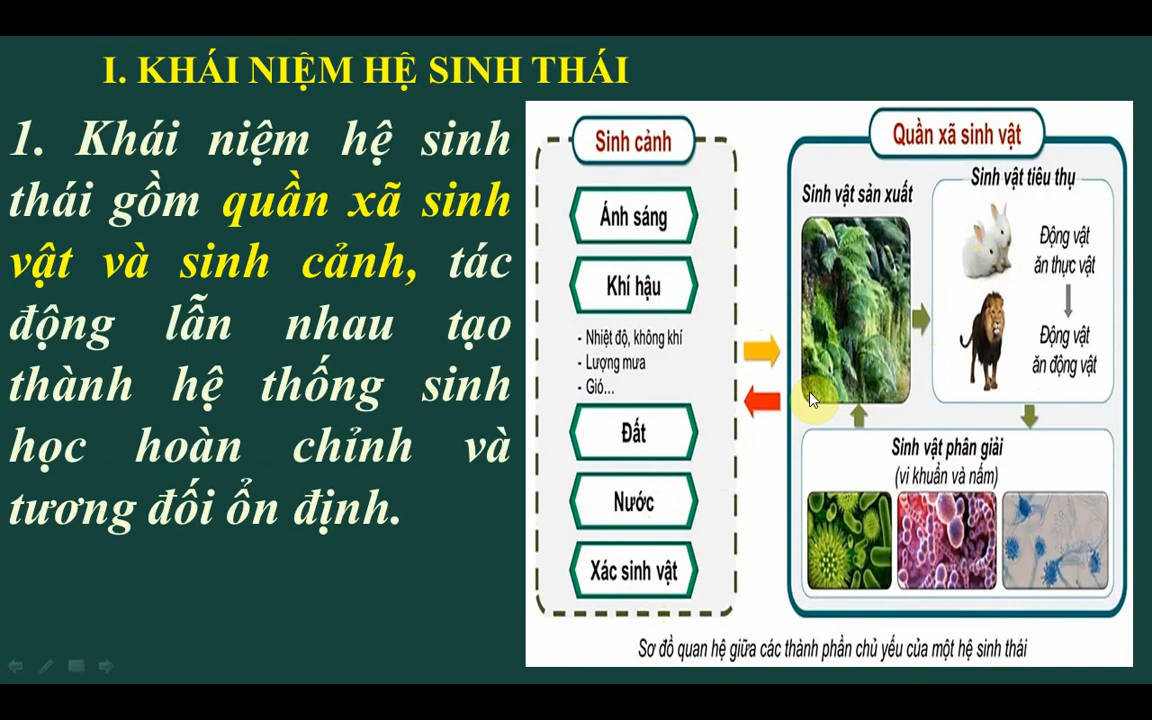 I. KHÁI NIỆM HỆ SINH THÁI
1. Khái niệm hệ sinh
thái gồm quần xã sinh
vật và sinh cảnh, tác
động lẫn nhau tạo
thành hệ thống sinh
học hoàn chỉnh và
tương đối ổn định.
Sinh cảnh
Ánh sáng
Khí hậu
- Nhiệt độ, không khí
- Lượng mưa
- Gió...
Đất
Nước
Xác sinh vật
Quần xã sinh vật
Sinh vật sản xuất
Sinh vật tiêu thụ
Động vật
ăn thực vật
Động vật
ăn động vật
Sinh vật phân giải
(vi khuẩn và nấm)
Sơ đồ quan hệ giữa các thành phần chủ yếu của một hệ sinh thái